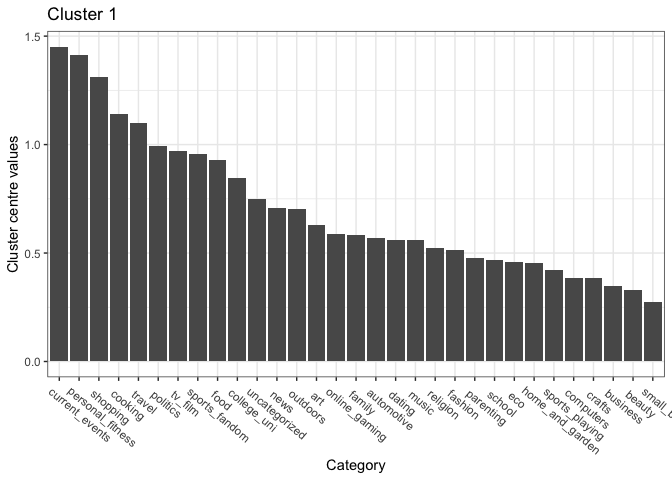 Cluster 1
1.5
1.0
0.5
0.0
Cluster centre values
current_events
personal_fitness
shopping
cooking
travel
politics
tv_film
sports_fandom
food
college_uni
uncategorized
news
outdoors
art
online_gaming
family
automotive
dating
music
religion
fashion
parenting
school
eco
home_and_garden
sports_playing
computers
crafts
business
beauty
Category